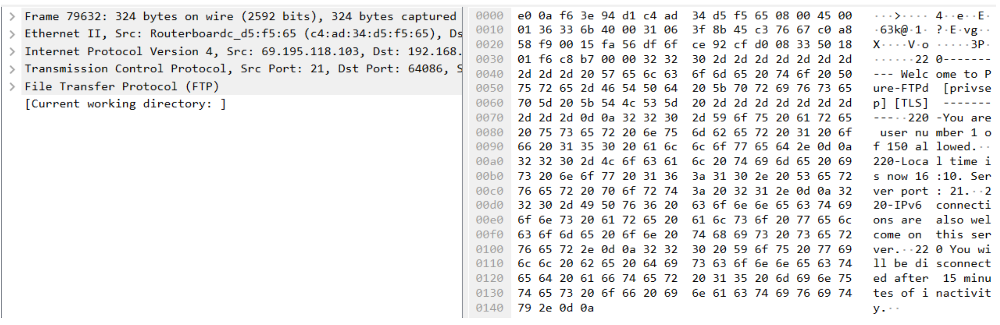 Frame 79632: 324 bytes on wire (2592 bits), 324 bytes captured
Ethernet II, Src: Routerboardc_d5:f5:65 (c4:ad:34:d5:f5:65), Ds
Internet Protocol Version 4, Src: 69.195.118.103, Dst: 192.168.
Transmission Control Protocol, Src Port: 21, Dst Port: 64086, S
File Transfer Protocol (FTP)
[Current working directory: ]
0000 e0 0a f6 3e 94 d1 c4 ad 34 d5 f5 65 08 00 45 00 ···>···· 4··e··E·
0010 01 36 33 6b 40 00 31 06 3f 8b 45 c3 76 67 c0 a8 ·63k@·1· ?·E·vg··
0020 58 f9 00 15 fa 56 df 6f ce 92 cf d0 08 33 50 18 X····V·o ·····3P·
0030 01 f6 c8 b7 00 00 32 32 30 2d 2d 2d 2d 2d 2d 2d ······22 0-------
0040 2d 2d 2d 20 57 65 6c 63 6f 6d 65 20 74 6f 20 50 --- Welc ome to P
0050 75 72 65 2d 46 54 50 64 20 5b 70 72 69 76 73 65 ure-FTPd [privse
0060 70 5d 20 5b 54 4c 53 5d 20 2d 2d 2d 2d 2d 2d 2d p] [TLS] -------
0070 2d 2d 2d 0d 0a 32 32 30 2d 59 6f 75 20 61 72 65 ---··220 -You are
0080 20 75 73 65 72 20 6e 75 6d 62 65 72 20 31 20 6f user nu mber 1 o
0090 66 20 31 35 30 20 61 6c 6c 6f 77 65 64 2e 0d 0a f 150 al lowed.··
00a0 32 32 30 2d 4c 6f 63 61 6c 20 74 69 6d 65 20 69 220-Loca l time i
00b0 73 20 6e 6f 77 20 31 36 3a 31 30 2e 20 53 65 72 s now 16 :10. Ser
00c0 76 65 72 20 70 6f 72 74 3a 20 32 31 2e 0d 0a 32 ver port : 21.··2
00d0 32 30 2d 49 50 76 36 20 63 6f 6e 6e 65 63 74 69 20-IPv6 connecti
00e0 6f 6e 73 20 61 72 65 20 61 6c 73 6f 20 77 65 6c ons are also wel
00f0 63 6f 6d 65 20 6f 6e 20 74 68 69 73 20 73 65 72 come on this ser
0100 76 65 72 2e 0d 0a 32 32 30 20 59 6f 75 20 77 69 ver.··22 0 You wi
0110 6c 6c 20 62 65 20 64 69 73 63 6f 6e 6e 65 63 74 ll be di sconnect
0120 65 64 20 61 66 74 65 72 20 31 35 20 6d 69 6e 75 ed after 15 minu
0130 74 65 73 20 6f 66 20 69 6e 61 63 74 69 76 69 74 tes of i nactivit
0140 79 2e 0d 0a y.··